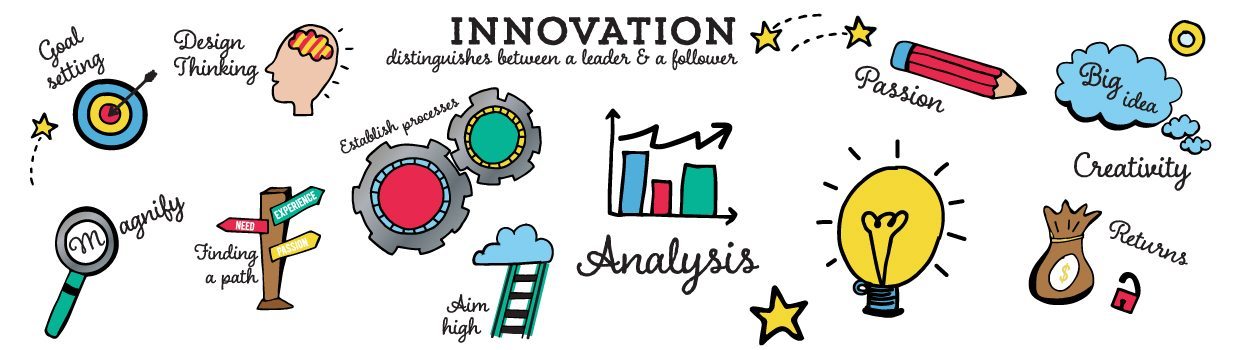 INNOVATION
distinguishes between a leader & a follower
Goal
setting
Design
Thinking
Establish processes
Passion
Big
idea
Creativity
Magnify
NEED
EXPERIENCE
PASSION
Finding
a path
Aim
high
Analysis
Returns
$